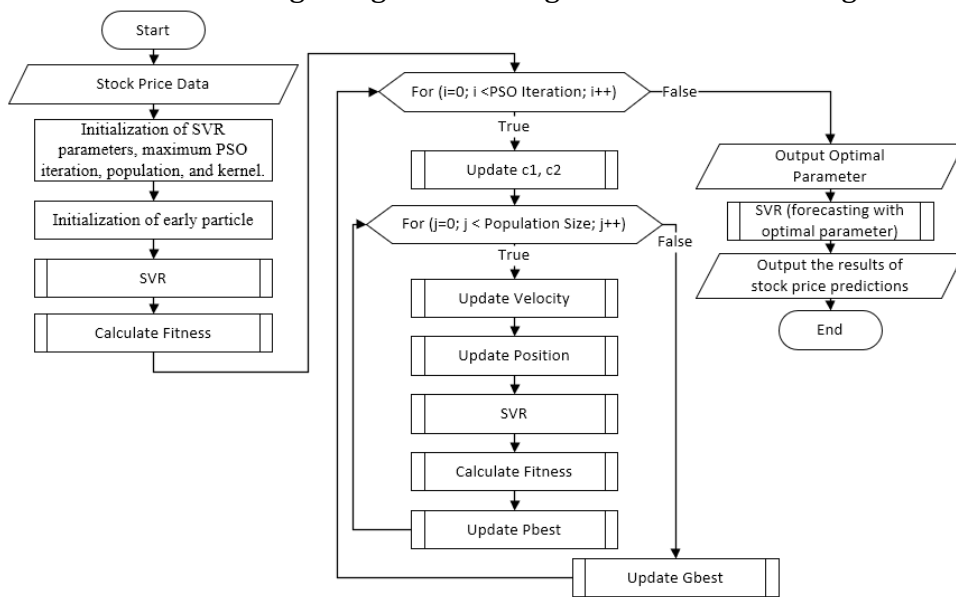 Start
Stock Price Data
Initialization of SVR
parameters, maximum PSO
iteration, population, and kernel.
Initialization of early particle
SVR
Calculate Fitness
For (i=0; i <PSO Iteration; i++)
False
True
Update c1, c2
For (j=0; j < Population Size; j++)
False
True
Update Velocity
Update Position
SVR
Calculate Fitness
Update Pbest
Update Gbest
Output Optimal
Parameter
SVR (forecasting with
optimal parameter)
Output the results of
stock price predictions
End